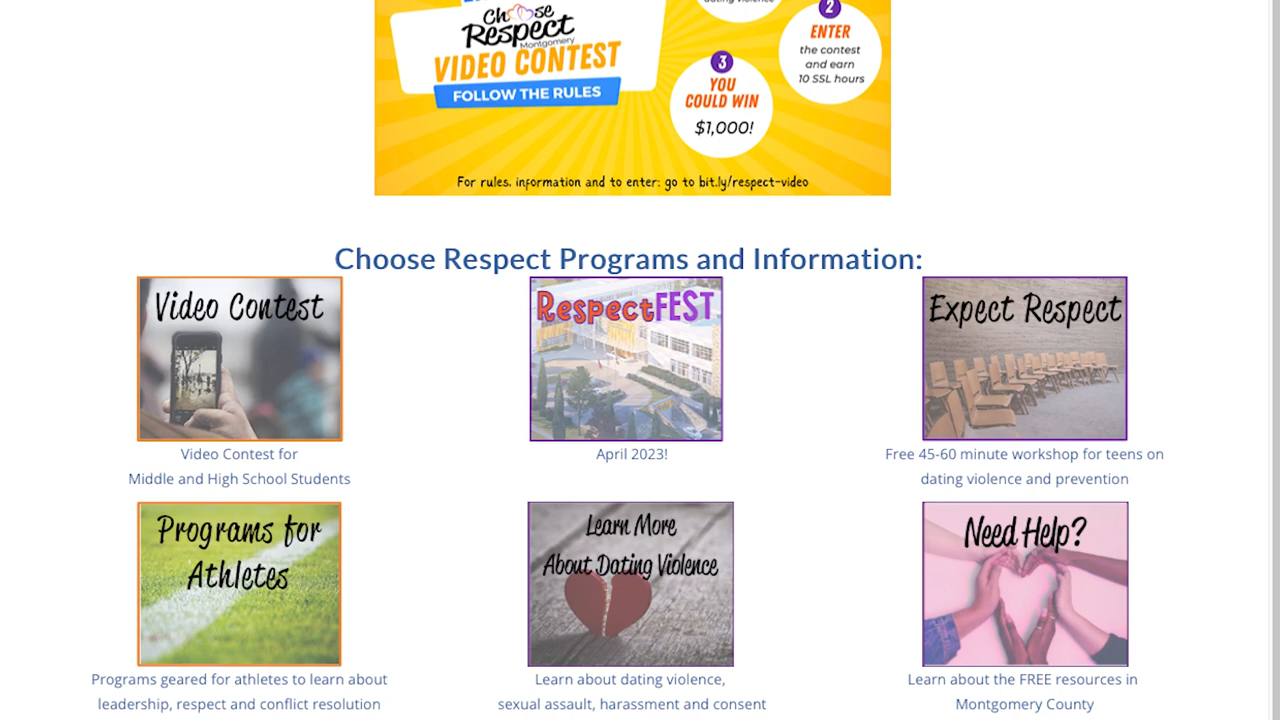 dating violence
Choose
Respect
Montgomery
VIDEO CONTEST
FOLLOW THE RULES
2
ENTER
the contest
and earn
10 SSL hours
3
YOU
COULD WIN
$1,000!
For rules, information and to enter: go to bit.ly/respect-video
Choose Respect Programs and Information:
Video Contest
RespectFEST
Expect Respect
Video Contest for
Middle and High School Students
April 2023!
Free 45-60 minute workshop for teens on
dating violence and prevention
Programs for
Athletes
Learn More
About Dating Violence
Need Help?
Programs geared for athletes to learn about
leadership, respect and conflict resolution
Learn about dating violence,
sexual assault, harassment and consent
Learn about the FREE resources in
Montgomery County